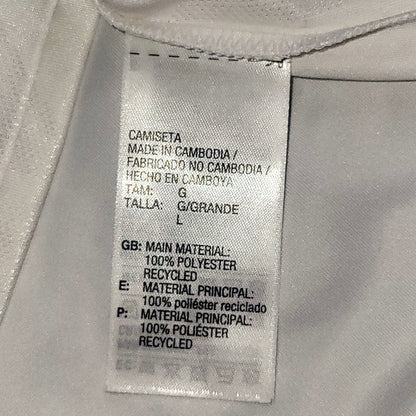 CAMISETA
MADE IN CAMBODIA /
FABRICADO NO CAMBODIA /
HECHO EN CAMBOYA
TAM: G
TALLA: G/GRANDE
L
GB: MAIN MATERIAL:
100% POLYESTER
RECYCLED
E: MATERIAL PRINCIPAL:
100% poliéster reciclado
P: MATERIAL PRINCIPAL:
100% POLIÉSTER
RECYCLED